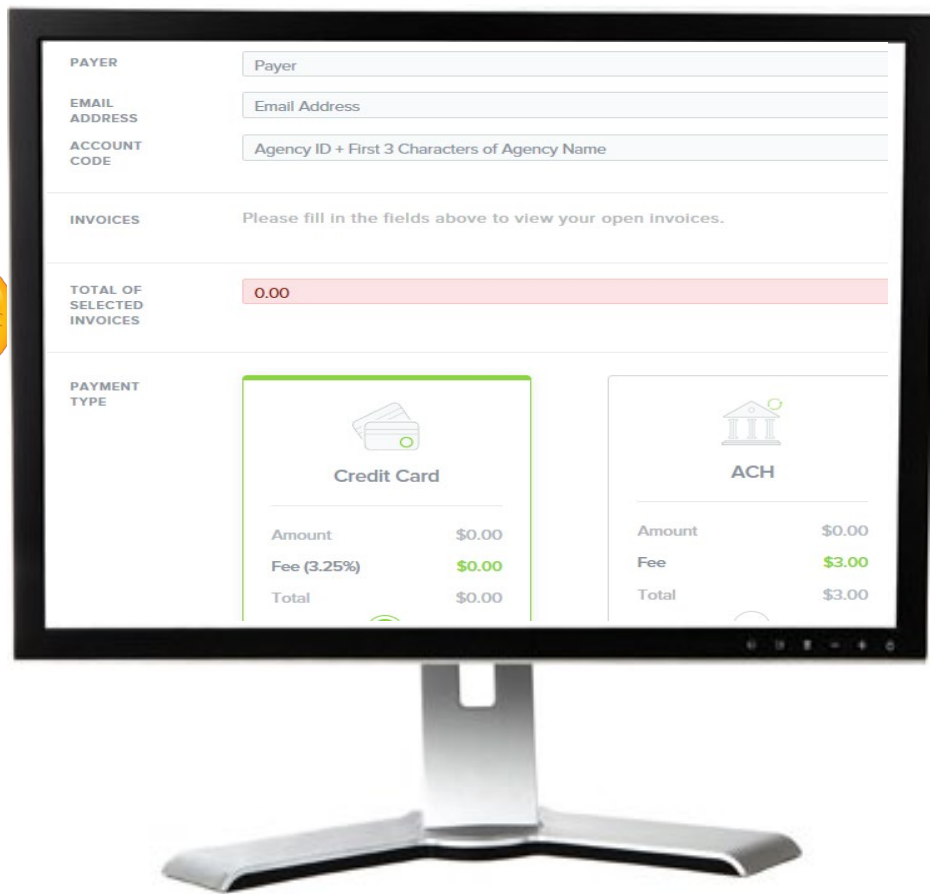 PAYER
Payer
EMAIL
ADDRESS
Email Address
ACCOUNT
CODE
Agency ID + First 3 Characters of Agency Name
INVOICES
Please fill in the fields above to view your open invoices.
TOTAL OF
SELECTED
INVOICES
0.00
PAYMENT
TYPE
Credit Card
Amount $0.00
Fee (3.25%) $0.00
Total $0.00
ACH
Amount $0.00
Fee $3.00
Total $3.00